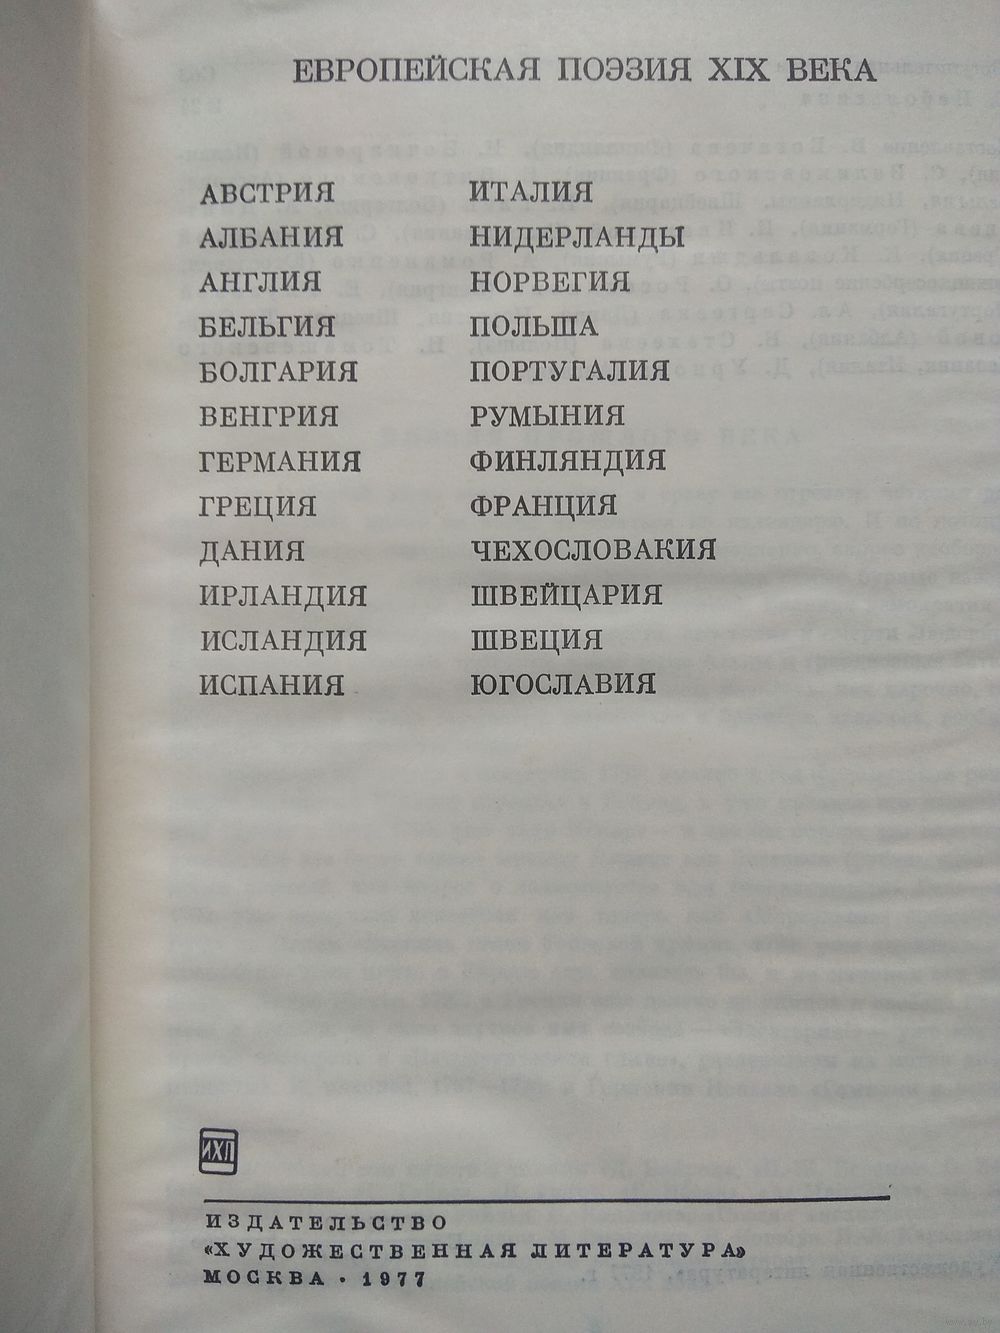 ЕВРОПЕЙСКАЯ ПОЭЗИЯ XIX ВЕКА
АВСТРИЯ
АЛБАНИЯ
АНГЛИЯ
БЕЛЬГИЯ
БОЛГАРИЯ
ВЕНГРИЯ
ГЕРМАНИЯ
ГРЕЦИЯ
ДАНИЯ
ИРЛАНДИЯ
ИСЛАНДИЯ
ИСПАНИЯ
ИТАЛИЯ
НИДЕРЛАНДЫ
НОРВЕГИЯ
ПОЛЬША
ПОРТУГАЛИЯ
РУМЫНИЯ
ФИНЛЯНДИЯ
ФРАНЦИЯ
ЧЕХОСЛОВАКИЯ
ШВЕЙЦАРИЯ
ШВЕЦИЯ
ЮГОСЛАВИЯ
ИХЛ
ИЗДАТЕЛЬСТВО
«ХУДОЖЕСТВЕННАЯ ЛИТЕРАТУРА»
МОСКВА · 1977